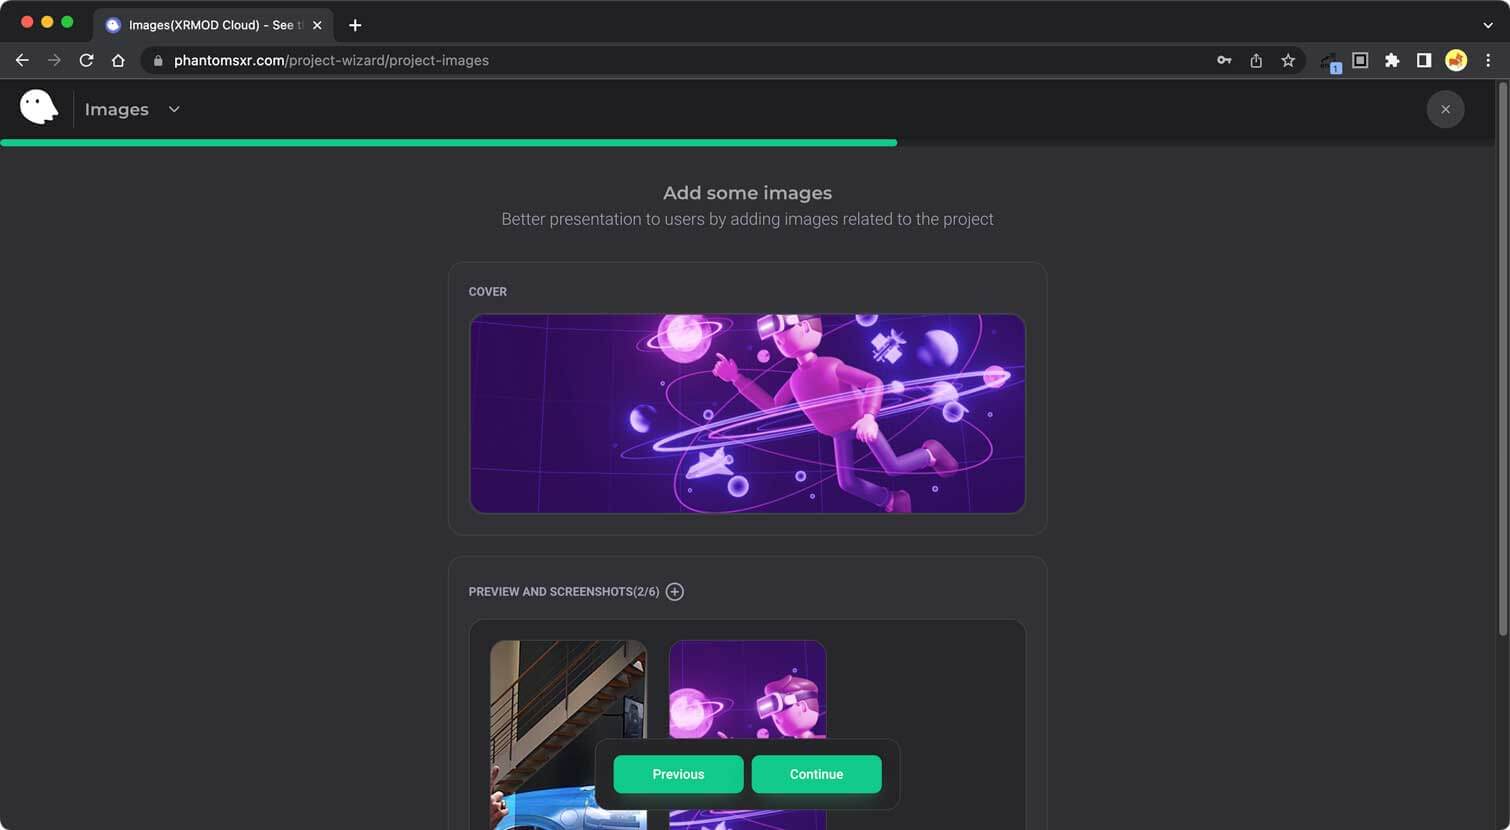 Images(XRMOD Cloud) - See t
phantomsxr.com/project-wizard/project-images
1
Images
Add some images
Better presentation to users by adding images related to the project
COVER
PREVIEW AND SCREENSHOTS(2/6)
Previous
Continue